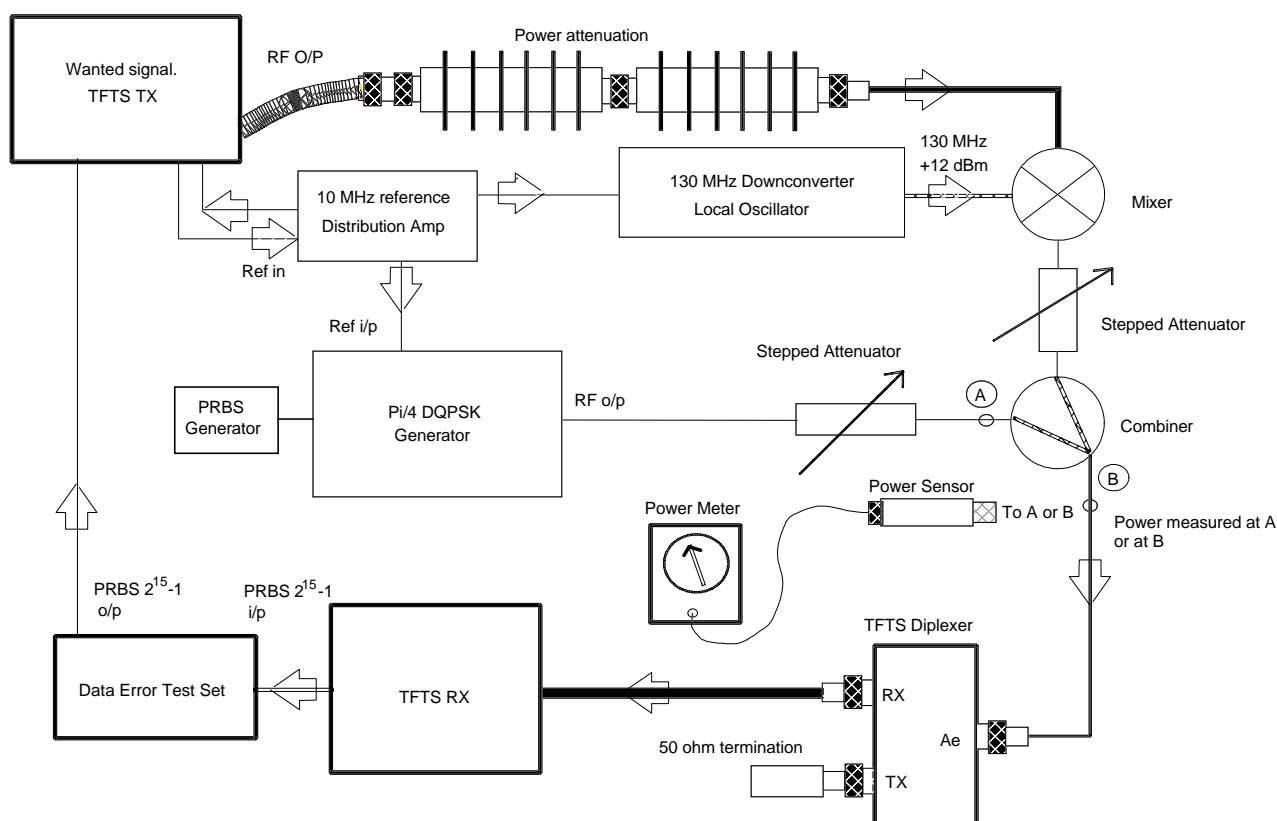 Power attenuation
RF O/P
Wanted signal.
TFTS TX
130 MHz
+12 dBm
10 MHz reference
Distribution Amp
130 MHz Downconverter
Local Oscillator
Mixer
Ref in
Ref i/p
Stepped Attenuator
Stepped Attenuator
PRBS
Generator
Pi/4 DQPSK
Generator
RF o/p
A
Combiner
B
Power Sensor
Power Meter
To A or B
Power measured at A
or at B
PRBS 2^15-1
o/p
PRBS 2^15-1
i/p
TFTS Diplexer
Data Error Test Set
TFTS RX
RX
Ae
50 ohm termination
TX